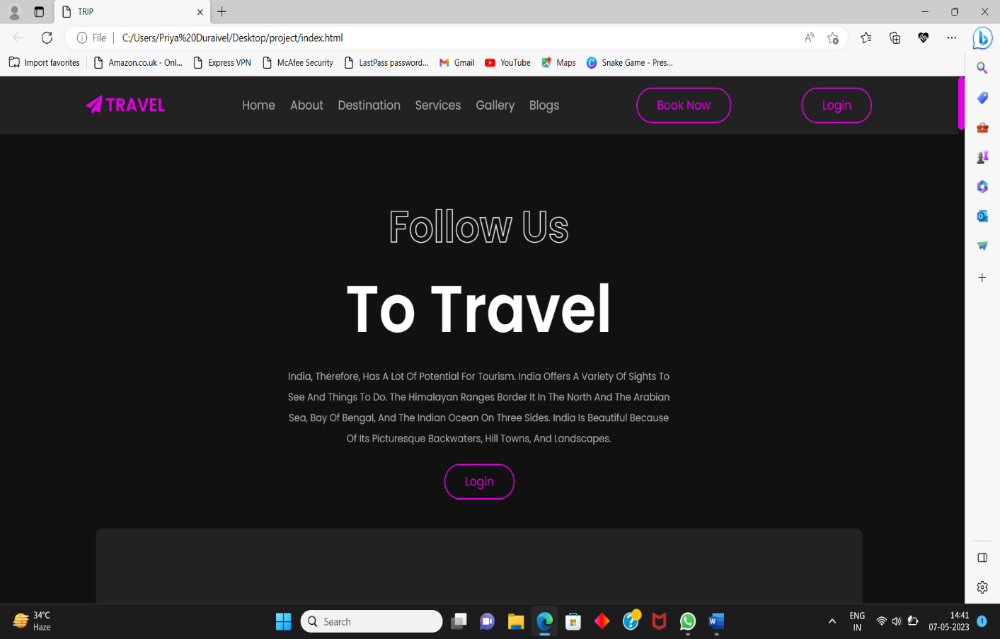 TRIP
File
C:/Users/Priya%20Duraivel/Desktop/project/index.html
Import favorites
Amazon.co.uk - Onl...
Express VPN
McAfee Security
LastPass password...
Gmail
YouTube
Maps
Snake Game - Pres...
TRAVEL
Home
About
Destination
Services
Gallery
Blogs
Book Now
Login
Follow Us
To Travel
India, Therefore, Has A Lot Of Potential For Tourism. India Offers A Variety Of Sights To
See And Things To Do. The Himalayan Ranges Border It In The North And The Arabian
Sea, Bay Of Bengal, And The Indian Ocean On Three Sides. India Is Beautiful Because
Of Its Picturesque Backwaters, Hill Towns, And Landscapes.
Login
34°C
Haze
Search
ENG
IN
14:41
07-05-2023
1